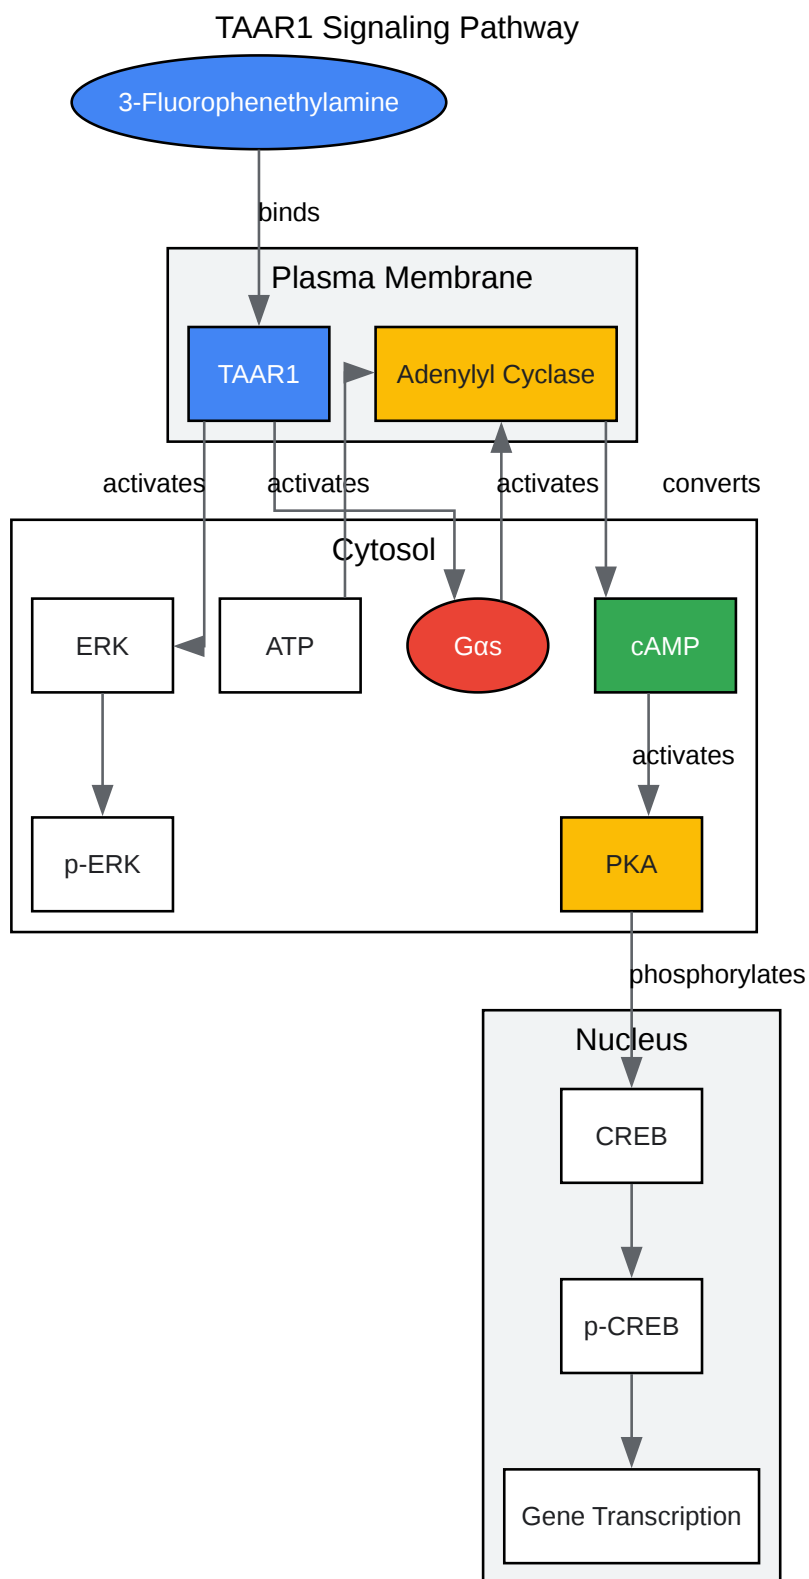 TAAR1 Signaling Pathway
3-Fluorophenethylamine
binds
Plasma Membrane
TAAR1
Adenylyl Cyclase
activates
activates
activates
converts
Cytosol
ERK
ATP
Gαs
cAMP
activates
p-ERK
PKA
phosphorylates
Nucleus
CREB
p-CREB
Gene Transcription